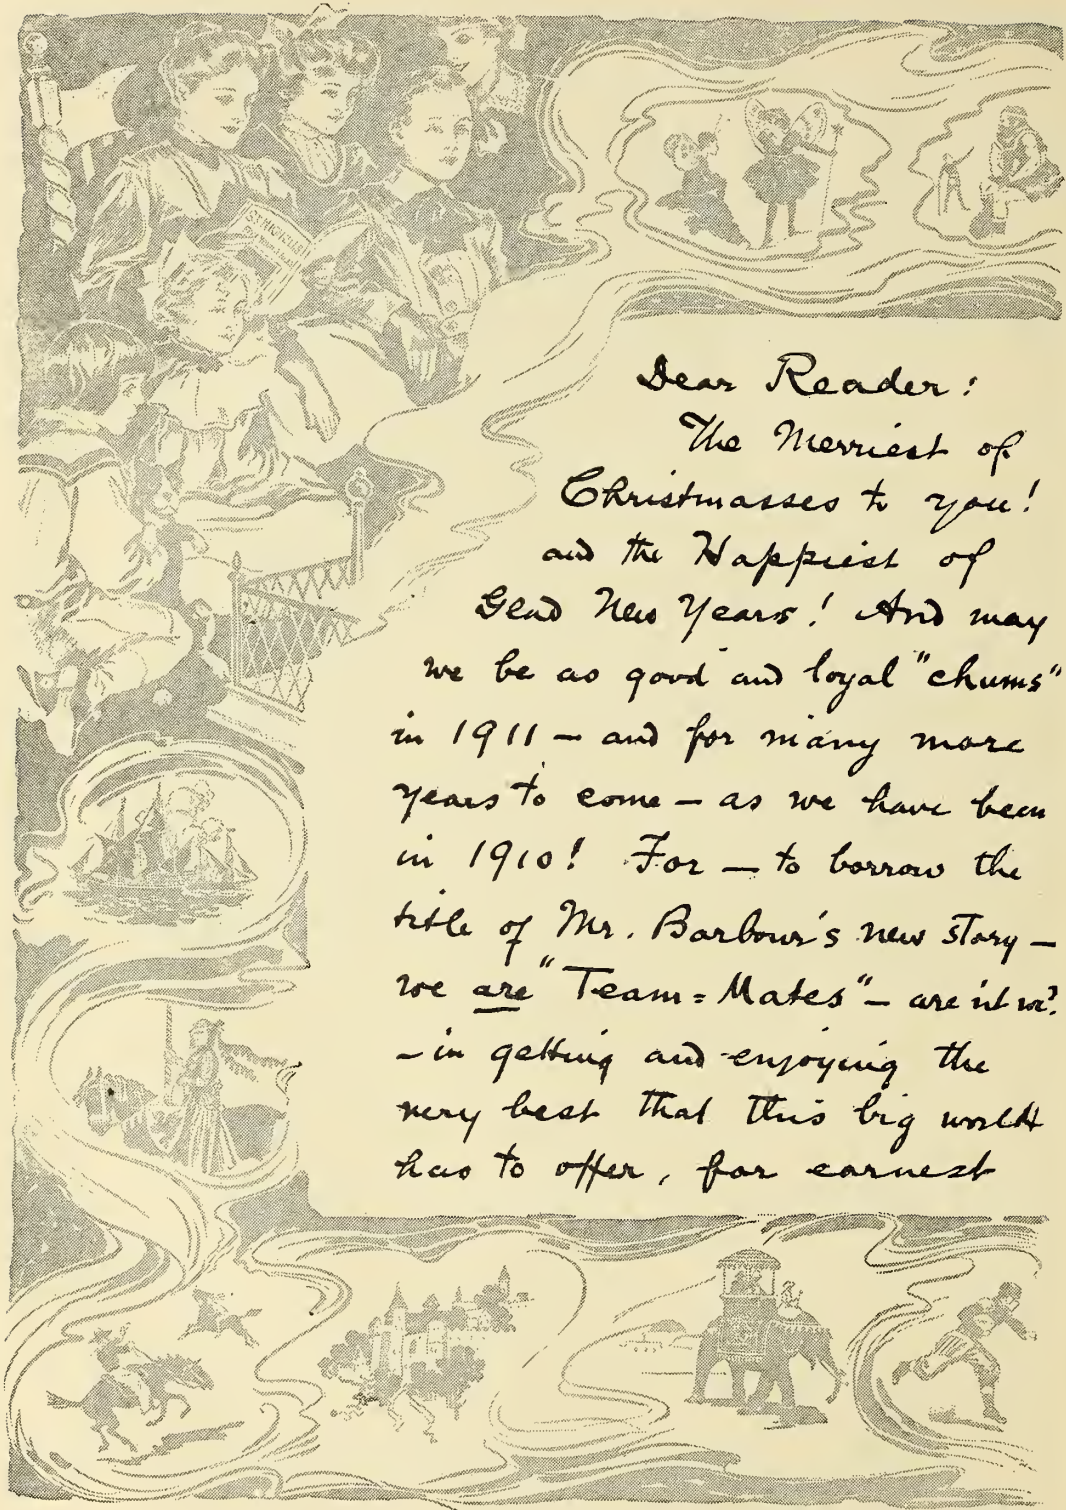 ST NICHOLAS
Dear Reader:
The Merriest of
Christmasses to you!
and the Happiest of
Glad New Years! And may
we be as good and loyal "chums"
in 1911 — and for many more
years to come — as we have been
in 1910! For — to borrow the
title of Mr. Barbour's new story —
we are "Team=Mates" — are n't we?
— in getting and enjoying the
very best that this big world
has to offer, for earnest